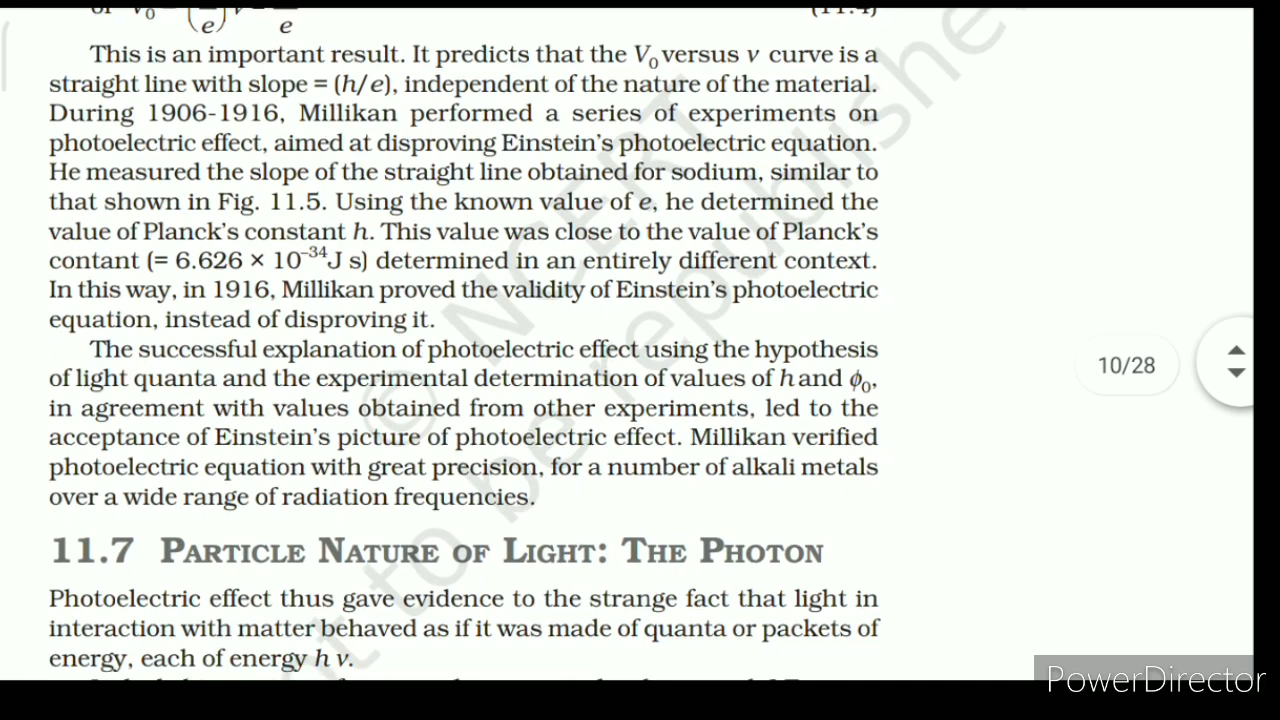 or V₀
e
e
(11.4)
This is an important result. It predicts that the V₀ versus ν curve is a
straight line with slope = (h/e), independent of the nature of the material.
During 1906-1916, Millikan performed a series of experiments on
photoelectric effect, aimed at disproving Einstein's photoelectric equation.
He measured the slope of the straight line obtained for sodium, similar to
that shown in Fig. 11.5. Using the known value of e, he determined the
value of Planck's constant h. This value was close to the value of Planck's
contant (= 6.626 × 10⁻³⁴J s) determined in an entirely different context.
In this way, in 1916, Millikan proved the validity of Einstein's photoelectric
equation, instead of disproving it.
The successful explanation of photoelectric effect using the hypothesis
of light quanta and the experimental determination of values of h and ϕ₀,
in agreement with values obtained from other experiments, led to the
acceptance of Einstein's picture of photoelectric effect. Millikan verified
photoelectric equation with great precision, for a number of alkali metals
over a wide range of radiation frequencies.
11.7 PARTICLE NATURE OF LIGHT: THE PHOTON
Photoelectric effect thus gave evidence to the strange fact that light in
interaction with matter behaved as if it was made of quanta or packets of
energy, each of energy h ν.
10/28
© NCERT
to be republishe
PowerDirector